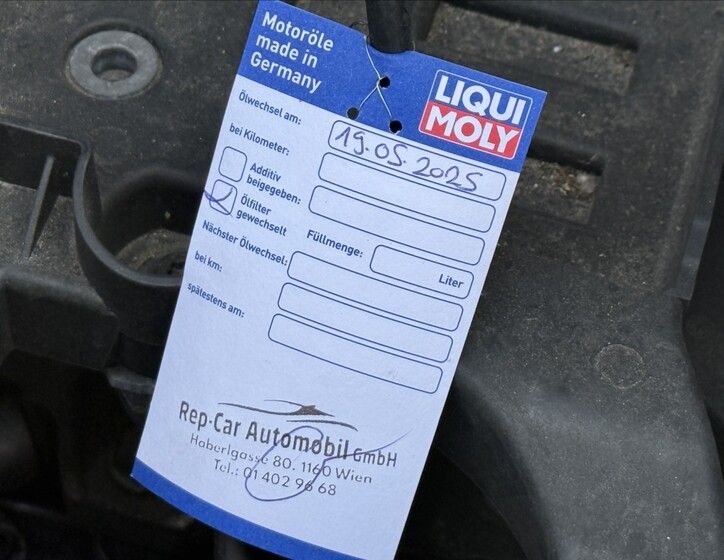 Motoröle
made in
Germany
LIQUI
MOLY
Ölwechsel am: 19.05.2025
bei Kilometer:
Additiv
beigegeben:
Ölfilter
gewechselt
Füllmenge: Liter
Nächster Ölwechsel:
bei km:
spätestens am:
Rep-Car Automobil GmbH
Haberlgasse 80, 1160 Wien
Tel.: 01 402 96 68